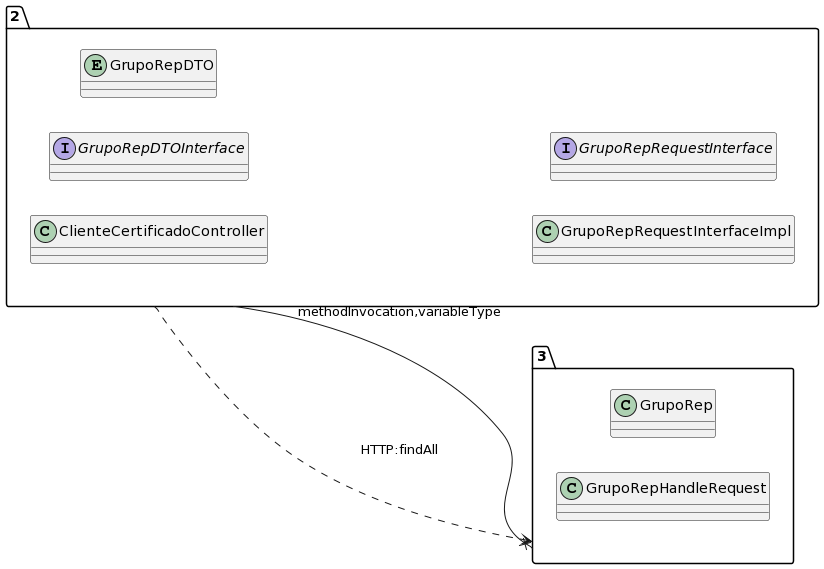 2
E GrupoRepDTO
I GrupoRepDTOInterface
I GrupoRepRequestInterface
C ClienteCertificadoController
C GrupoRepRequestInterfaceImpl
methodInvocation,variableType
3
C GrupoRep
HTTP:findAll
C GrupoRepHandleRequest